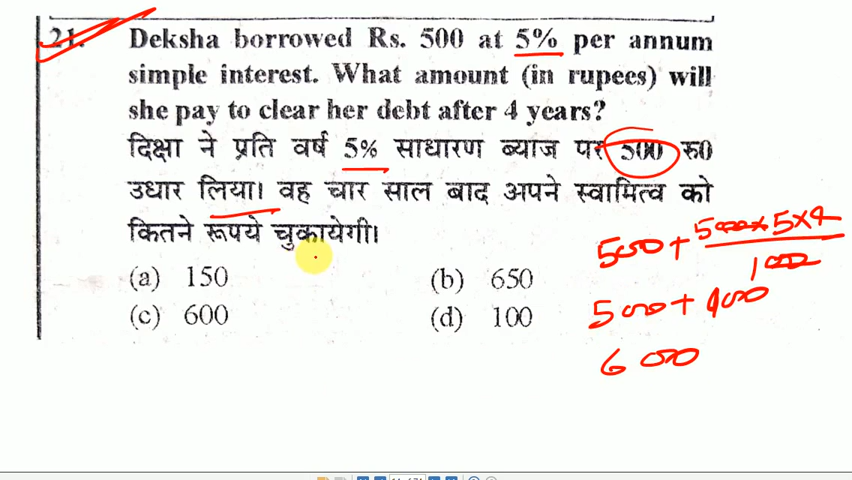 21. Deksha borrowed Rs. 500 at 5% per annum
simple interest. What amount (in rupees) will
she pay to clear her debt after 4 years?
दिक्षा ने प्रति वर्ष 5% साधारण ब्याज पर 500 रु0
उधार लिया। वह चार साल बाद अपने स्वामित्व को
कितने रूपये चुकायेगी।
(a) 150 (b) 650
(c) 600 (d) 100
500 + 500×5×4
100
500 + 100
600